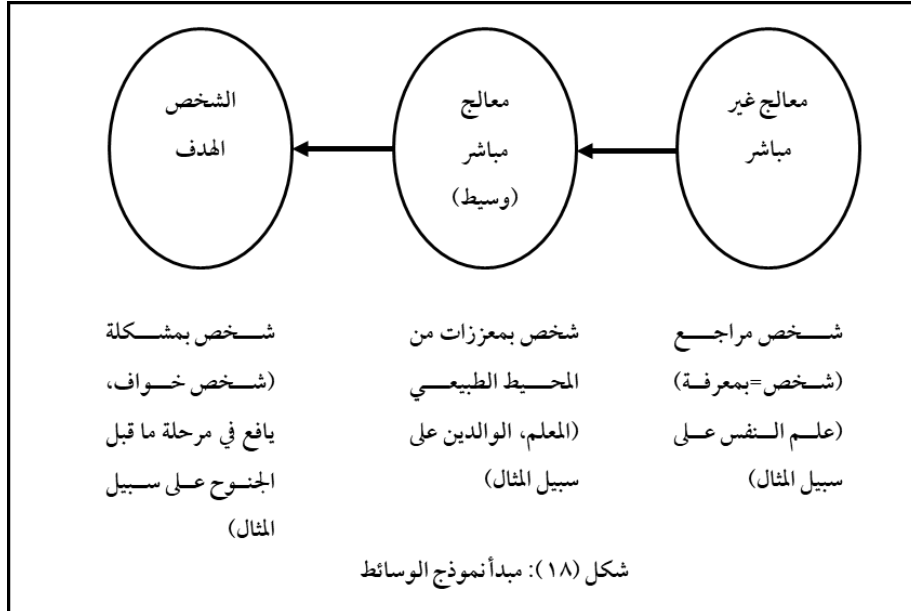 معالج غير
مباشر
معالج
مباشر
(وسيط)
الشخص
الهدف
شخص مراجع
(شخص=بمعرفة)
(علم النفس على
سبيل المثال)
شخص بمعززات من
المحيط الطبيعي
(المعلم، الوالدين على
سبيل المثال)
شخص بمشكلة
(شخص خواف،
يافع في مرحلة ما قبل
الجنوح على سبيل
المثال)
شكل (١٨): مبدأ نموذج الوسائط